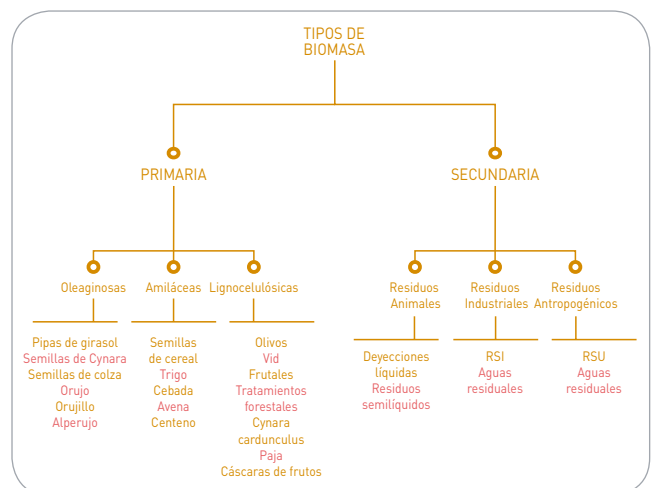 TIPOS DE
BIOMASA
PRIMARIA
SECUNDARIA
Oleaginosas
Amiláceas
Lignocelulósicas
Residuos
Animales
Residuos
Industriales
Residuos
Antropogénicos
Pipas de girasol
Semillas de Cynara
Semillas de colza
Orujo
Orujillo
Alperujo
Semillas
de cereal
Trigo
Cebada
Avena
Centeno
Olivos
Vid
Frutales
Tratamientos
forestales
Cynara
cardunculus
Paja
Cáscaras de frutos
Deyecciones
líquidas
Residuos
semilíquidos
RSI
Aguas
residuales
RSU
Aguas
residuales